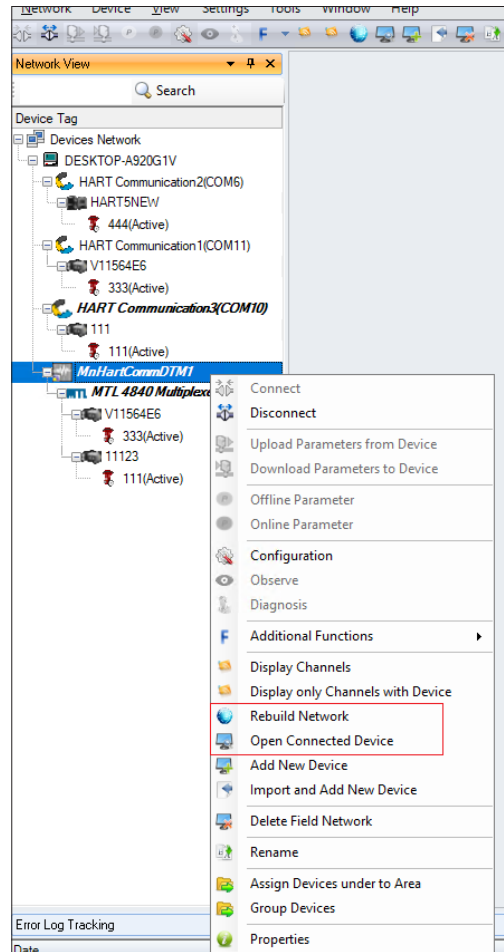 Network Device View Settings Tools Window Help
Network View
Search
Device Tag
Devices Network
DESKTOP-A920G1V
HART Communication2(COM6)
HART5NEW
444(Active)
HART Communication1(COM11)
V11564E6
333(Active)
HART Communication3(COM10)
111
111(Active)
MnHartCommDTM1
MTL 4840 Multiplexe
V11564E6
333(Active)
11123
111(Active)
Connect
Disconnect
Upload Parameters from Device
Download Parameters to Device
Offline Parameter
Online Parameter
Configuration
Observe
Diagnosis
F Additional Functions
Display Channels
Display only Channels with Device
Rebuild Network
Open Connected Device
Add New Device
Import and Add New Device
Delete Field Network
Rename
Assign Devices under to Area
Group Devices
Properties
Error Log Tracking
Date